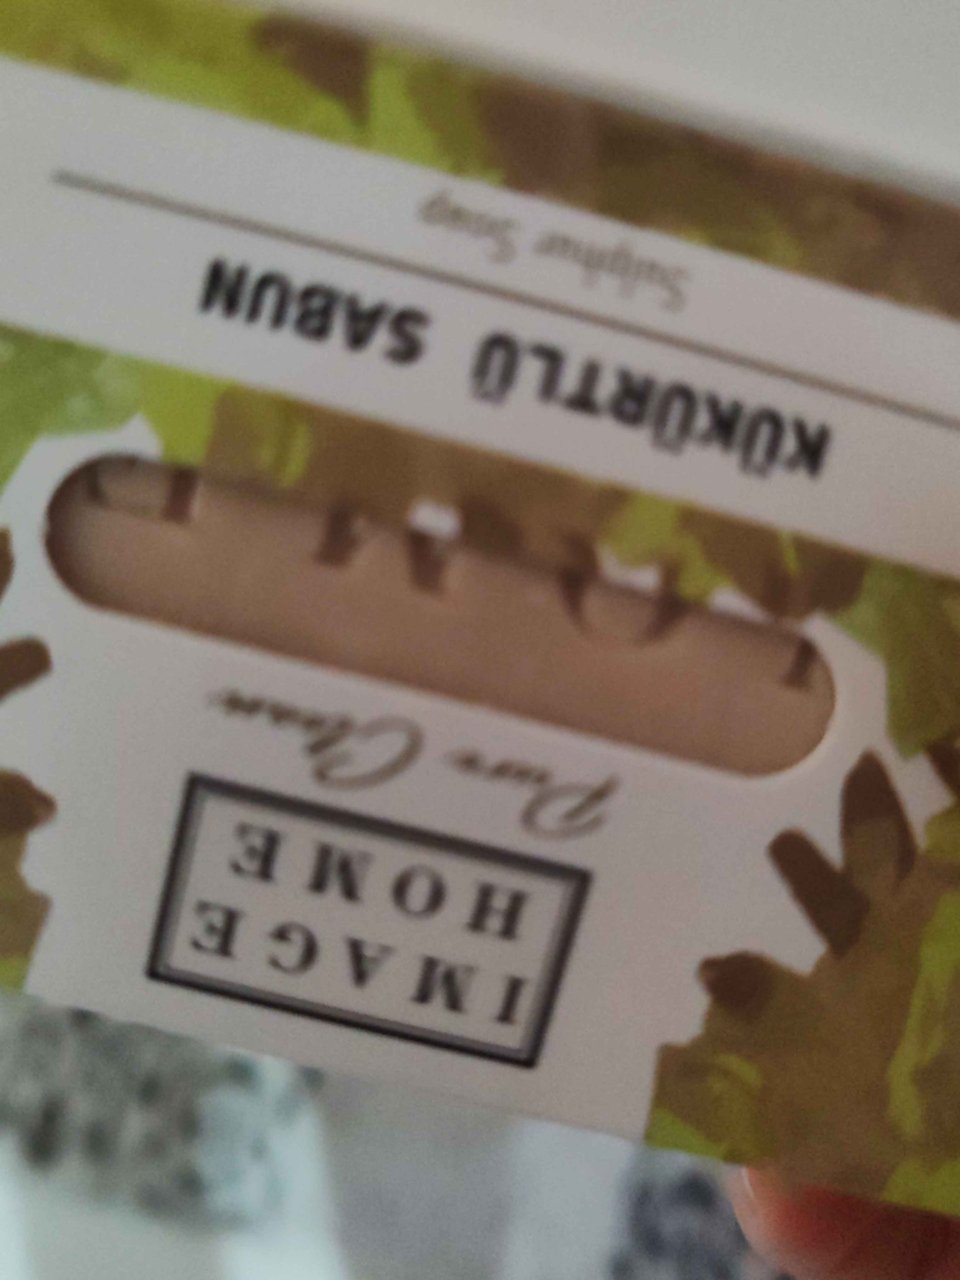 IMAGE
HOME
Pure Clean
KÜKÜRTLÜ SABUN
Sulphur Soap